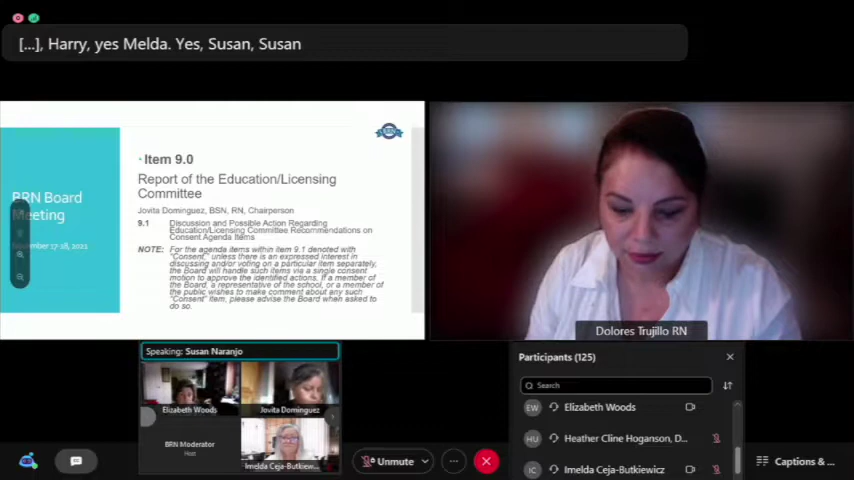 [...], Harry, yes Melda. Yes, Susan, Susan
BRN Board
Meeting
November 17-18, 2021
• Item 9.0
Report of the Education/Licensing
Committee
Jovita Dominguez, BSN, RN, Chairperson
9.1 Discussion and Possible Action Regarding
Education/Licensing Committee Recommendations on
Consent Agenda Items
NOTE: For the agenda items within item 9.1 denoted with
"Consent," unless there is an expressed interest in
discussing and/or voting on a particular item separately,
the Board will handle such items via a single consent
motion to approve the identified actions. If a member of
the Board, a representative of the school, or a member of
the public wishes to make comment about any such
"Consent" item, please advise the Board when asked to
do so.
Dolores Trujillo RN
Speaking: Susan Naranjo
Elizabeth Woods
Jovita Dominguez
BRN Moderator
Host
Imelda Ceja-Butkiew...
Participants (125)
Search
EW Elizabeth Woods
HU Heather Cline Hoganson, D...
IC Imelda Ceja-Butkiewicz
Unmute
Captions & ...